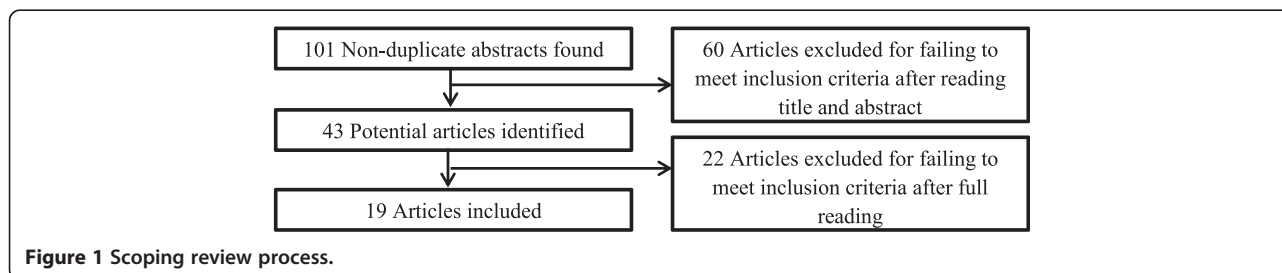 101 Non-duplicate abstracts found
60 Articles excluded for failing to
meet inclusion criteria after reading
title and abstract
43 Potential articles identified
22 Articles excluded for failing to
meet inclusion criteria after full
reading
19 Articles included
Figure 1 Scoping review process.